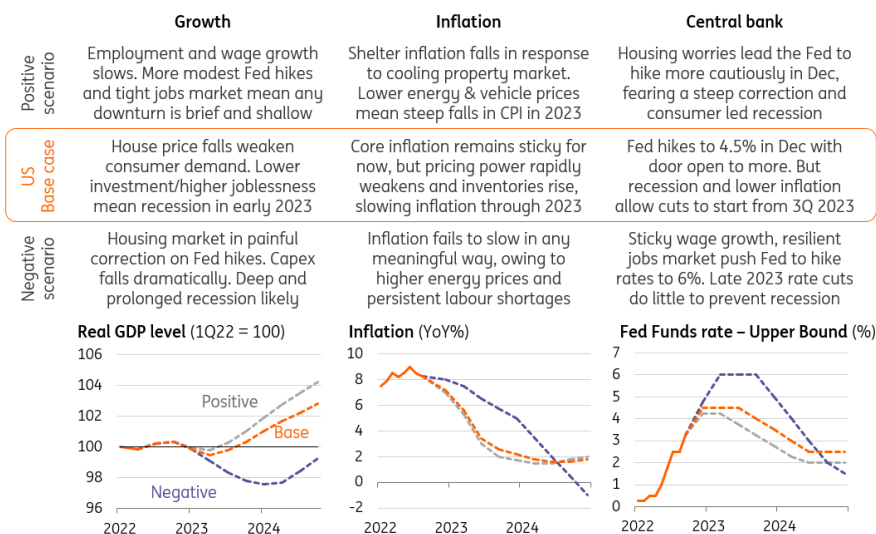 Growth
Inflation
Central bank
Positive
scenario
Employment and wage growth
slows. More modest Fed hikes
and tight jobs market mean any
downturn is brief and shallow
Shelter inflation falls in response
to cooling property market.
Lower energy & vehicle prices
mean steep falls in CPI in 2023
Housing worries lead the Fed to
hike more cautiously in Dec,
fearing a steep correction and
consumer led recession
US
Base case
House price falls weaken
consumer demand. Lower
investment/higher joblessness
mean recession in early 2023
Core inflation remains sticky for
now, but pricing power rapidly
weakens and inventories rise,
slowing inflation through 2023
Fed hikes to 4.5% in Dec with
door open to more. But
recession and lower inflation
allow cuts to start from 3Q 2023
Negative
scenario
Housing market in painful
correction on Fed hikes. Capex
falls dramatically. Deep and
prolonged recession likely
Inflation fails to slow in any
meaningful way, owing to
higher energy prices and
persistent labour shortages
Sticky wage growth, resilient
jobs market push Fed to hike
rates to 6%. Late 2023 rate cuts
do little to prevent recession
Real GDP level (1Q22 = 100)
106
104
102
100
98
96
Positive
Base
Negative
2022
2023
2024
Inflation (YoY%)
10
8
6
4
2
0
-2
2022
2023
2024
Fed Funds rate – Upper Bound (%)
7
6
5
4
3
2
1
0
2022
2023
2024